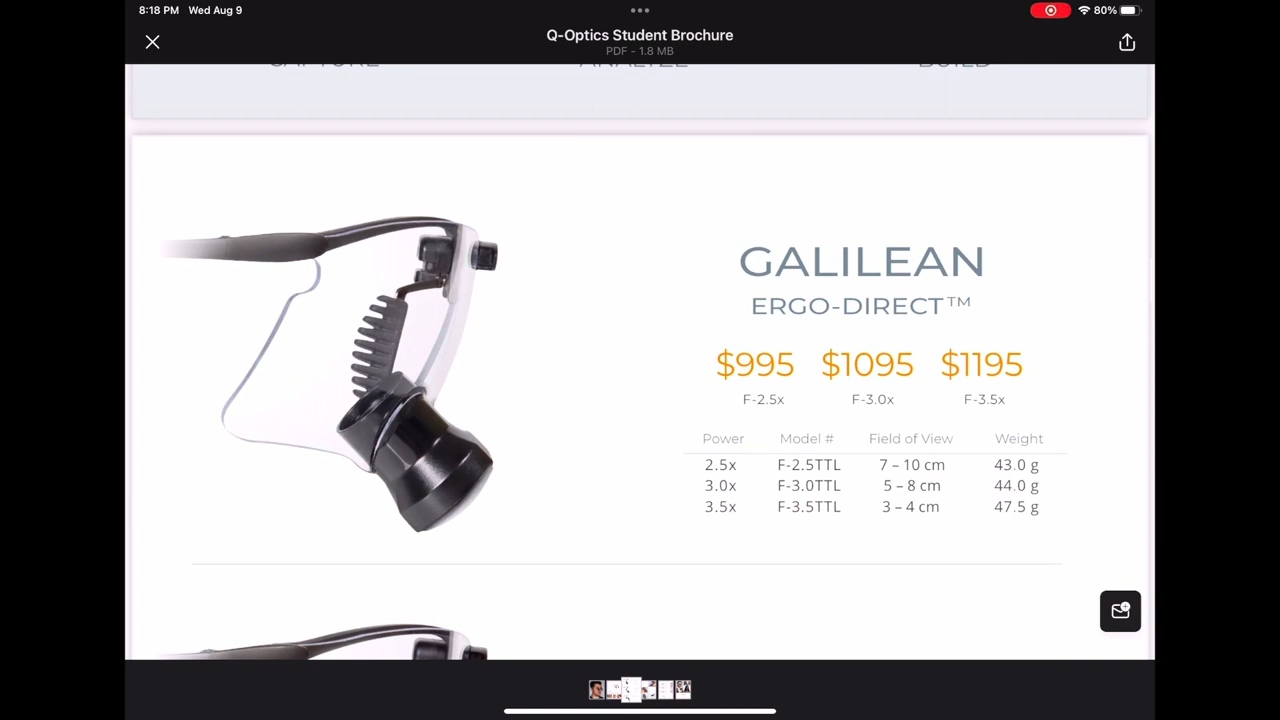 8:18 PM Wed Aug 9
80%
Q-Optics Student Brochure
PDF - 1.8 MB
CAPTURE ANALYZE BUILD
GALILEAN
ERGO-DIRECT™
$995 $1095 $1195
F-2.5x F-3.0x F-3.5x
Power Model # Field of View Weight
2.5x F-2.5TTL 7 – 10 cm 43.0 g
3.0x F-3.0TTL 5 – 8 cm 44.0 g
3.5x F-3.5TTL 3 – 4 cm 47.5 g